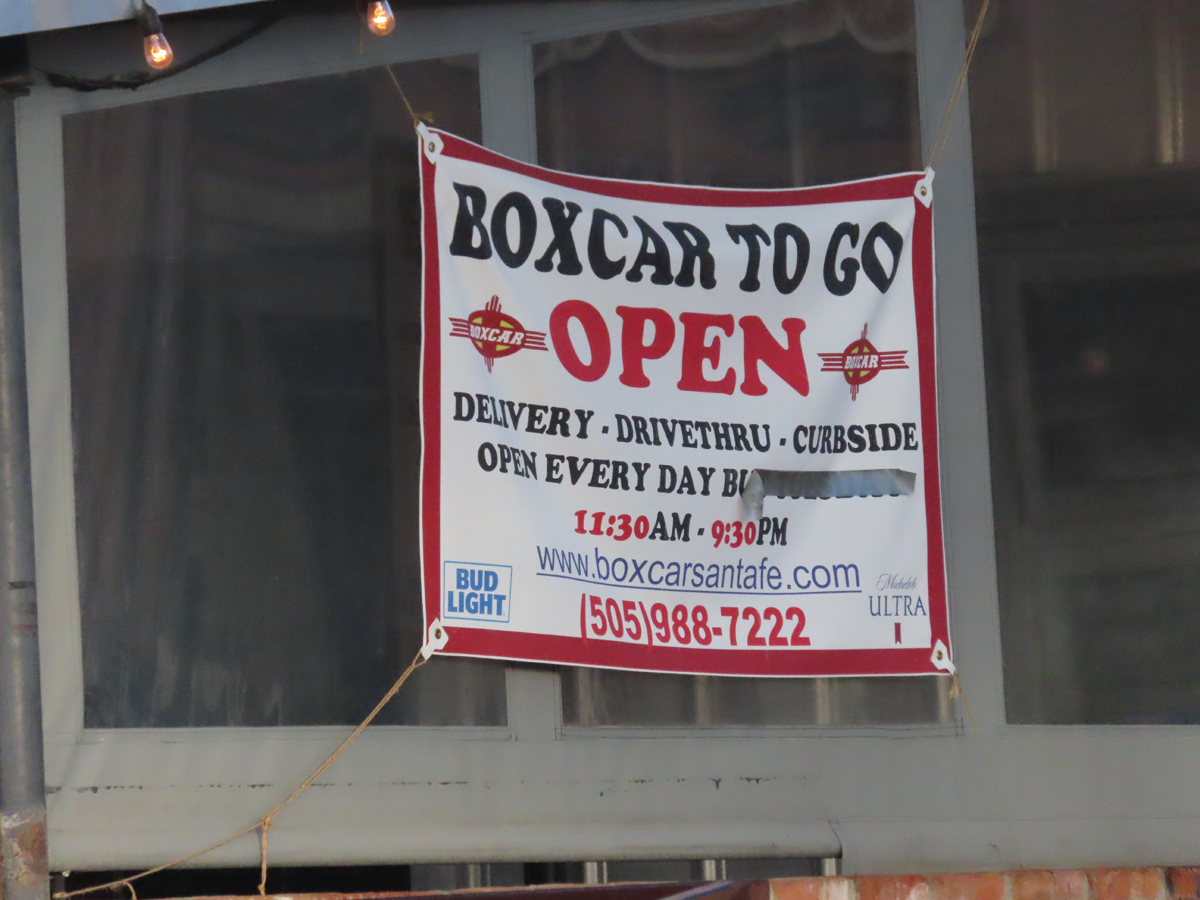 BOXCAR TO GO
BOXCAR
OPEN
BOXCAR
DELIVERY - DRIVETHRU - CURBSIDE
OPEN EVERY DAY
11:30AM - 9:30PM
www.boxcarsantafe.com
BUD
LIGHT
Michelob
ULTRA
(505)988-7222